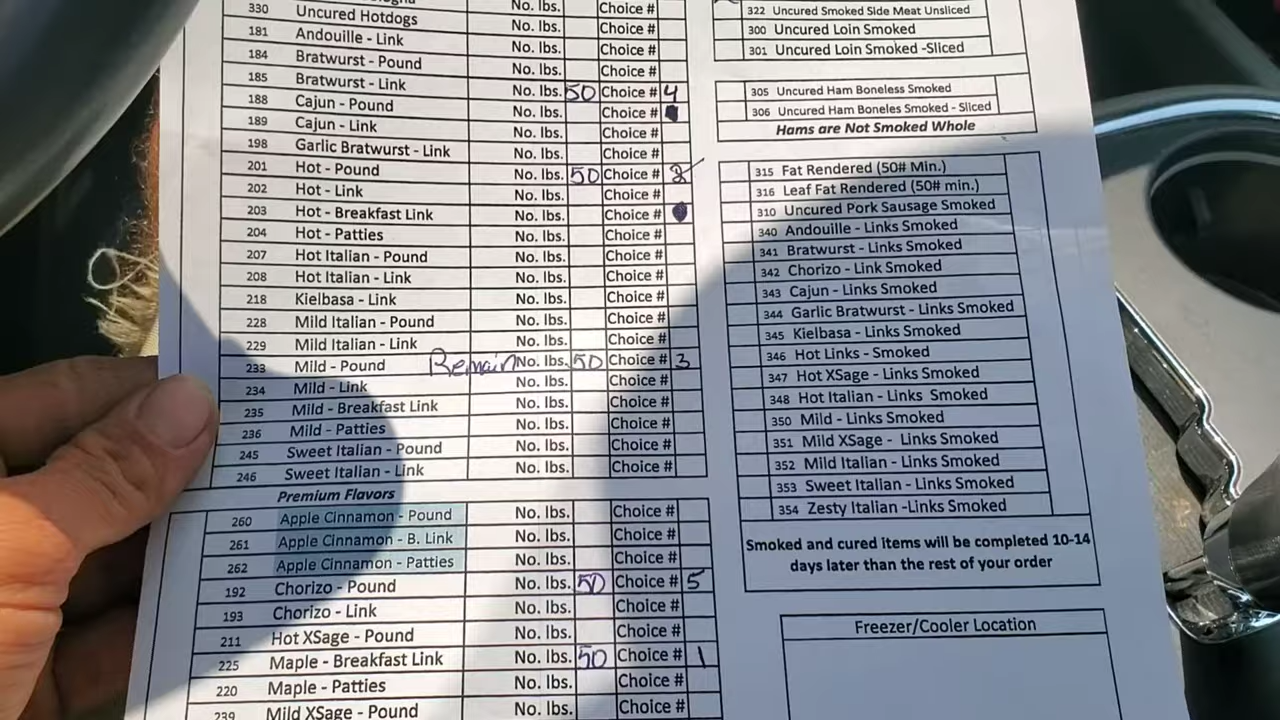 No. lbs. Choice #
330 Uncured Hotdogs No. lbs. Choice #
181 Andouille - Link No. lbs. Choice #
184 Bratwurst - Pound No. lbs. Choice #
185 Bratwurst - Link No. lbs. 50 Choice # 4
188 Cajun - Pound No. lbs. Choice #
189 Cajun - Link No. lbs. Choice #
198 Garlic Bratwurst - Link No. lbs. Choice #
201 Hot - Pound No. lbs. 50 Choice # 2
202 Hot - Link No. lbs. Choice #
203 Hot - Breakfast Link No. lbs. Choice #
204 Hot - Patties No. lbs. Choice #
207 Hot Italian - Pound No. lbs. Choice #
208 Hot Italian - Link No. lbs. Choice #
218 Kielbasa - Link No. lbs. Choice #
228 Mild Italian - Pound No. lbs. Choice #
229 Mild Italian - Link No. lbs. Choice #
233 Mild - Pound Remain No. lbs. 50 Choice # 3
234 Mild - Link No. lbs. Choice #
235 Mild - Breakfast Link No. lbs. Choice #
236 Mild - Patties No. lbs. Choice #
245 Sweet Italian - Pound No. lbs. Choice #
246 Sweet Italian - Link No. lbs. Choice #
Premium Flavors
260 Apple Cinnamon - Pound No. lbs. Choice #
261 Apple Cinnamon - B. Link No. lbs. Choice #
262 Apple Cinnamon - Patties No. lbs. Choice #
192 Chorizo - Pound No. lbs. 50 Choice # 5
193 Chorizo - Link No. lbs. Choice #
211 Hot XSage - Pound No. lbs. Choice #
225 Maple - Breakfast Link No. lbs. 50 Choice # 1
220 Maple - Patties No. lbs. Choice #
239 Mild XSage - Pound No. lbs. Choice #
322 Uncured Smoked Side Meat Unsliced
300 Uncured Loin Smoked
301 Uncured Loin Smoked -Sliced
305 Uncured Ham Boneless Smoked
306 Uncured Ham Boneles Smoked - Sliced
Hams are Not Smoked Whole
315 Fat Rendered (50# Min.)
316 Leaf Fat Rendered (50# min.)
310 Uncured Pork Sausage Smoked
340 Andouille - Links Smoked
341 Bratwurst - Links Smoked
342 Chorizo - Link Smoked
343 Cajun - Links Smoked
344 Garlic Bratwurst - Links Smoked
345 Kielbasa - Links Smoked
346 Hot Links - Smoked
347 Hot XSage - Links Smoked
348 Hot Italian - Links Smoked
350 Mild - Links Smoked
351 Mild XSage - Links Smoked
352 Mild Italian - Links Smoked
353 Sweet Italian - Links Smoked
354 Zesty Italian -Links Smoked
Smoked and cured items will be completed 10-14
days later than the rest of your order
Freezer/Cooler Location